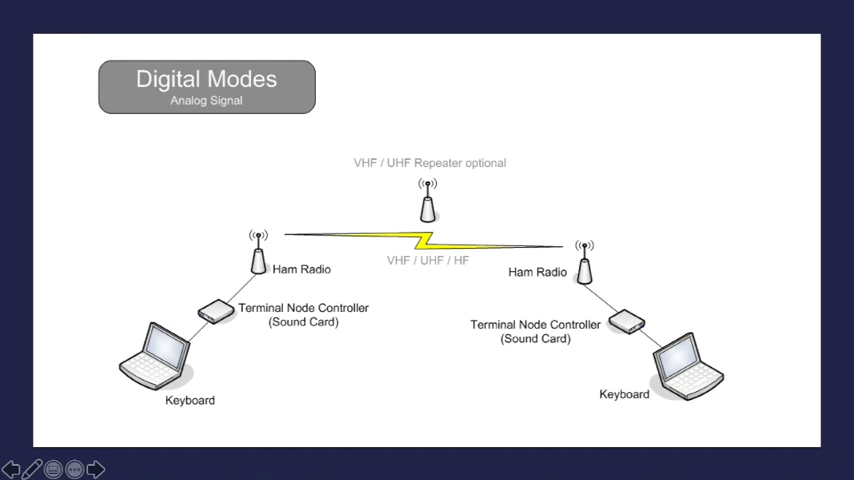 Digital Modes
Analog Signal
VHF / UHF Repeater optional
VHF / UHF / HF
Ham Radio
Ham Radio
Terminal Node Controller
(Sound Card)
Terminal Node Controller
(Sound Card)
Keyboard
Keyboard